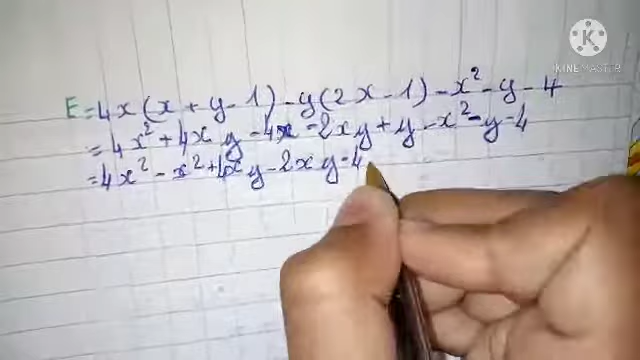 E = 4x(x + y - 1) - y(2x - 1) - x² - y - 4
= 4x² + 4xy - 4x - 2xy + y - x² - y - 4
= 4x² - x² + 4xy - 2xy - 4
K
KINEMASTER